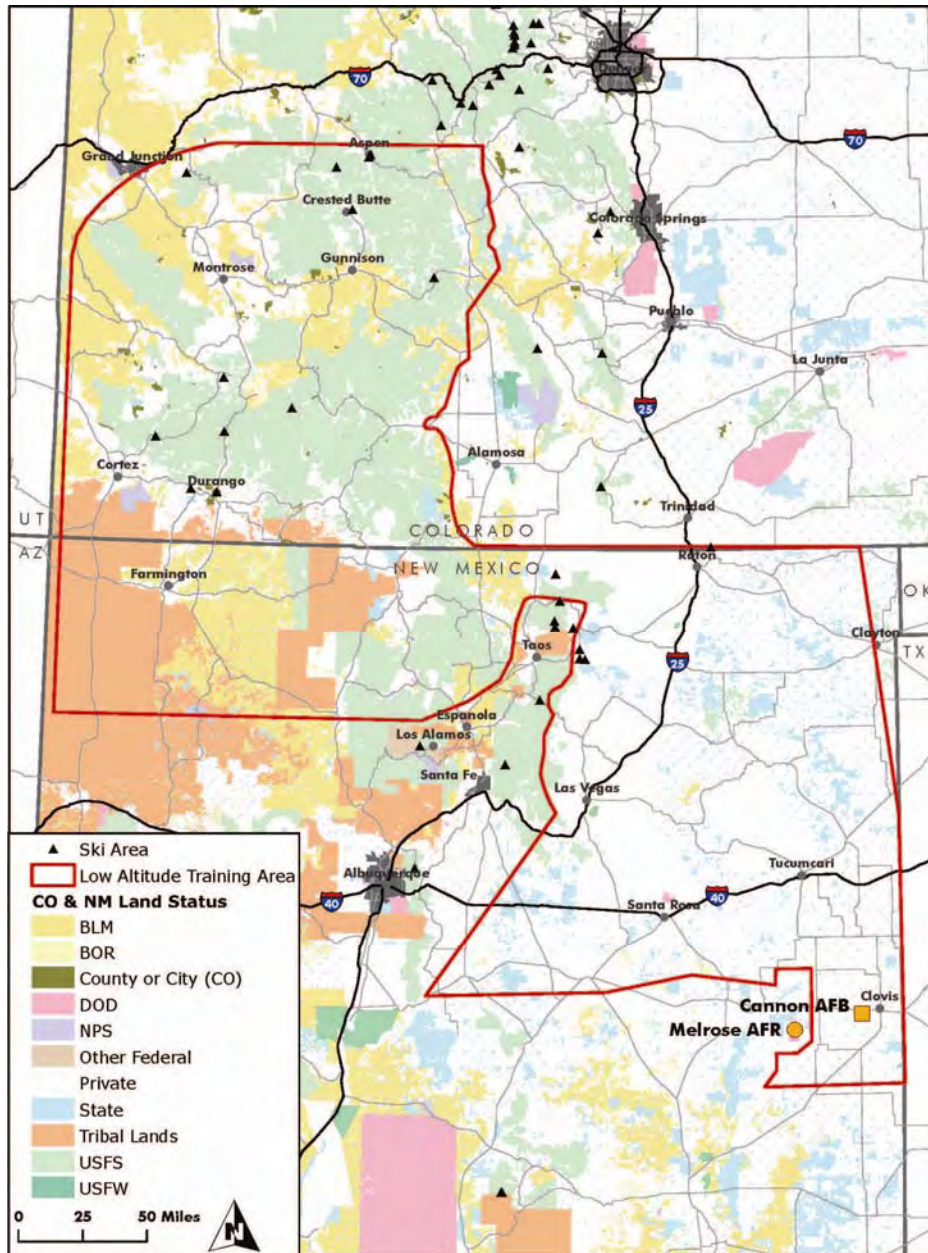 70
Denver
Aspen
Grand Junction
70
Crested Butte
Colorado Springs
Gunnison
Montrose
Pueblo
La Junta
25
Alamosa
Cortez
Durango
Trinidad
UT
COLORADO
AZ
NEW MEXICO
Raton
Farmington
OK
Clayton
Taos
TX
25
Espanola
Los Alamos
Santa Fe
Las Vegas
Albuquerque
Tucumcari
40
40
Santa Rosa
Cannon AFB
Clovis
Melrose AFR
Ski Area
Low Altitude Training Area
CO & NM Land Status
BLM
BOR
County or City (CO)
DOD
NPS
Other Federal
Private
State
Tribal Lands
USFS
USFW
0 25 50 Miles
N